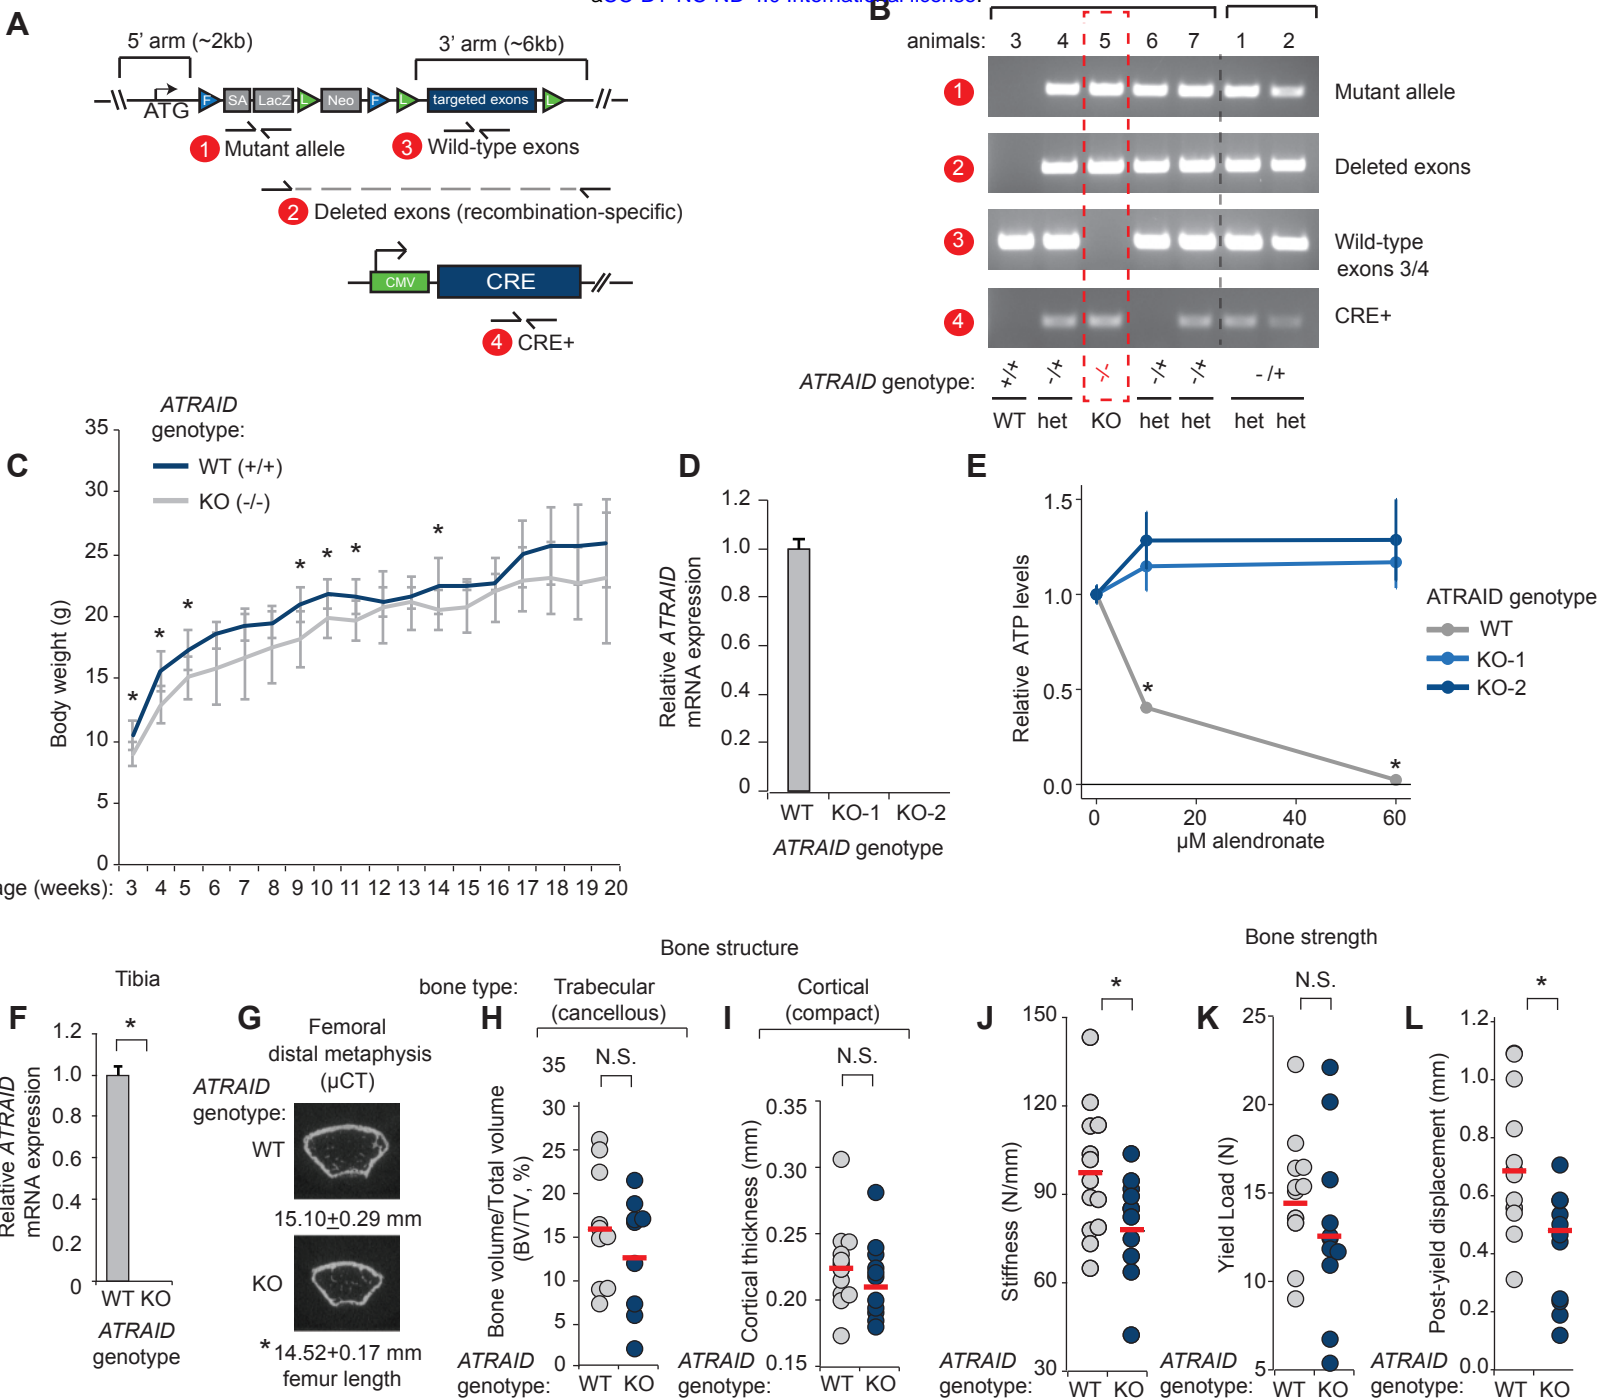 aCC-BY-NC-ND 4.0 International license.
A
5’ arm (~2kb)
3’ arm (~6kb)
ATG
F
SA
LacZ
L
Neo
F
L
targeted exons
L
1 Mutant allele
3 Wild-type exons
2 Deleted exons (recombination-specific)
CMV
CRE
4 CRE+
B
animals: 3 4 5 6 7 1 2
1 Mutant allele
2 Deleted exons
3 Wild-type
exons 3/4
4 CRE+
ATRAID genotype: +/+ -/+ -/- -/+ -/+ -/+
WT het KO het het het het
C
ATRAID
genotype:
WT (+/+)
KO (-/-)
Body weight (g)
35
30
25
20
15
10
5
0
* * * * * * *
age (weeks): 3 4 5 6 7 8 9 10 11 12 13 14 15 16 17 18 19 20
D
Relative ATRAID
mRNA expression
1.2
1.0
0.8
0.6
0.4
0.2
0
WT KO-1 KO-2
ATRAID genotype
E
Relative ATP levels
1.5
1.0
0.5
0.0
*
*
0 20 40 60
µM alendronate
ATRAID genotype
WT
KO-1
KO-2
F
Tibia
Relative ATRAID
mRNA expression
1.2
1.0
0.8
0.6
0.4
0.2
0
*
WT KO
ATRAID
genotype
G
Femoral
distal metaphysis
(µCT)
ATRAID
genotype:
WT
15.10+0.29 mm
KO
* 14.52+0.17 mm
femur length
Bone structure
bone type:
Trabecular
(cancellous)
Cortical
(compact)
H
N.S.
Bone volume/Total volume
(BV/TV, %)
35
30
25
20
15
10
5
0
ATRAID
genotype: WT KO
I
N.S.
Cortical thickness (mm)
0.35
0.30
0.25
0.20
0.15
ATRAID
genotype: WT KO
Bone strength
J
*
Stiffness (N/mm)
150
120
90
60
30
ATRAID
genotype: WT KO
K
N.S.
Yield Load (N)
25
20
15
10
5
ATRAID
genotype: WT KO
L
*
Post-yield displacement (mm)
1.2
1.0
0.8
0.6
0.4
0.2
0.0
ATRAID
genotype: WT KO